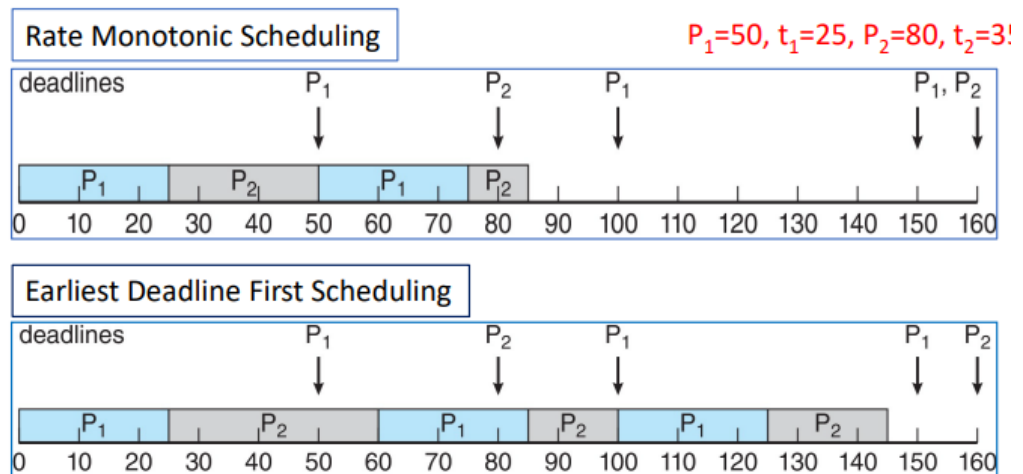 Rate Monotonic Scheduling
P₁=50, t₁=25, P₂=80, t₂=35
deadlines P₁ P₂ P₁ P₁, P₂
P₁ P₂ P₁ P₂
0 10 20 30 40 50 60 70 80 90 100 110 120 130 140 150 160
Earliest Deadline First Scheduling
deadlines P₁ P₂ P₁ P₁ P₂
P₁ P₂ P₁ P₂ P₁ P₂
0 10 20 30 40 50 60 70 80 90 100 110 120 130 140 150 160